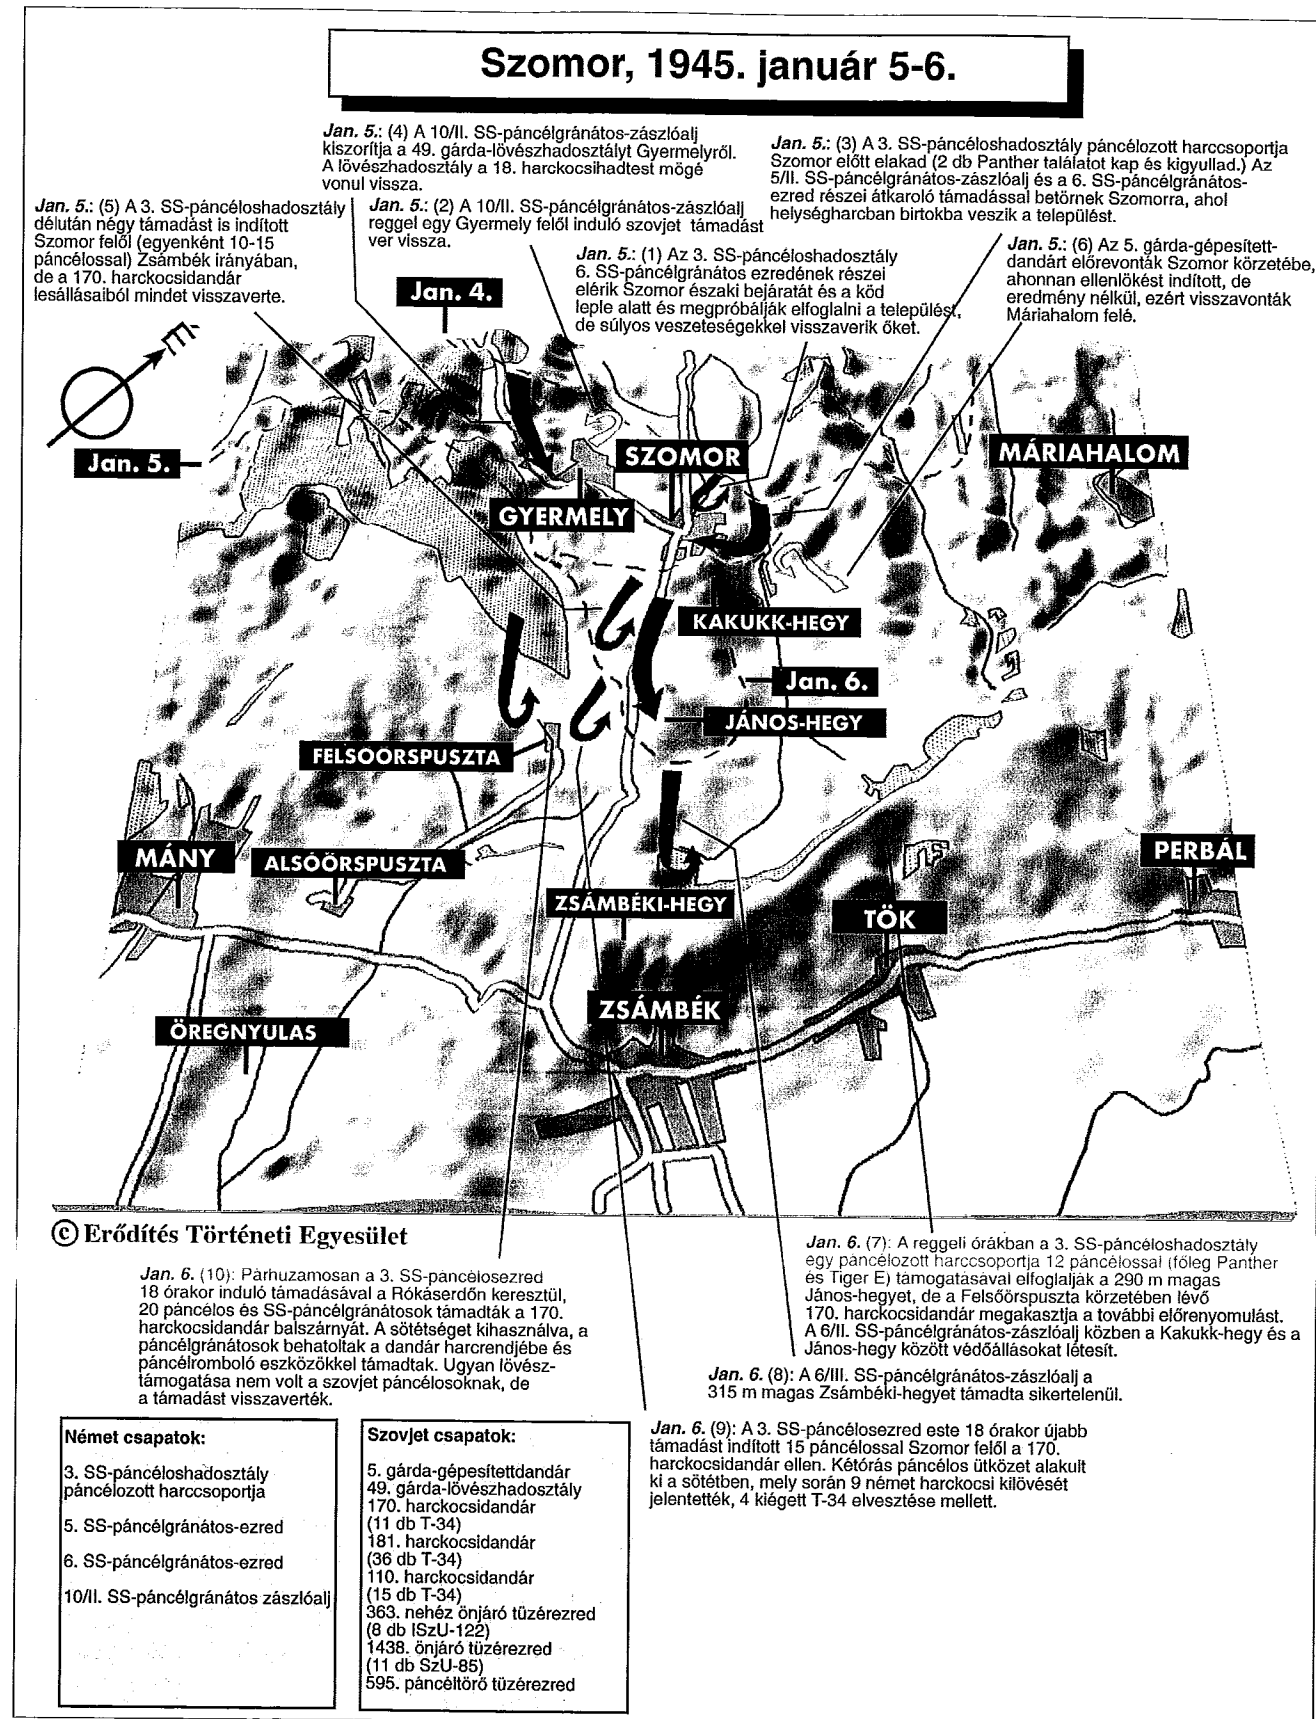 Szomor, 1945. január 5-6.
Jan. 5.: (4) A 10/II. SS-páncélgránátos-zászlóalj
kiszorítja a 49. gárda-lövészhadosztályt Gyermelyről.
A lövészhadosztály a 18. harckocsihadtest mögé
vonul vissza.
Jan. 5.: (3) A 3. SS-páncéloshadosztály páncélozott harccsoportja
Szomor előtt elakad (2 db Panther találatot kap és kigyullad.) Az
5/II. SS-páncélgránátos-zászlóalj és a 6. SS-páncélgránátos-
ezred részei átkaroló támadással betörnek Szomorra, ahol
helységharcban birtokba veszik a települést.
Jan. 5.: (5) A 3. SS-páncéloshadosztály
délután négy támadást is indított
Szomor felől (egyenként 10-15
páncélossal) Zsámbék irányában,
de a 170. harckocsidandár
lesállásaiból mindet visszaverte.
Jan. 5.: (2) A 10/II. SS-páncélgránátos-zászlóalj
reggel egy Gyermely felől induló szovjet támadást
ver vissza.
Jan. 5.: (1) Az 3. SS-páncéloshadosztály
6. SS-páncélgránátos ezredének részei
elérik Szomor északi bejáratát és a köd
leple alatt és megpróbálják elfoglalni a települést,
de súlyos veszeteségekkel visszaverik őket.
Jan. 5.: (6) Az 5. gárda-gépesített-
dandárt előrevonták Szomor körzetébe,
ahonnan ellenlökést indított, de
eredmény nélkül, ezért visszavonták
Máriahalom felé.
Jan. 4.
É
Jan. 5.
SZOMOR
MÁRIAHALOM
GYERMELY
KAKUKK-HEGY
Jan. 6.
JÁNOS-HEGY
FELSŐŐRSPUSZTA
MÁNY
ALSÓŐRSPUSZTA
PERBÁL
ZSÁMBÉKI-HEGY
TÖK
ZSÁMBÉK
ÖREGNYULAS
© Erődítés Történeti Egyesület
Jan. 6. (10): Párhuzamosan a 3. SS-páncélosezred
18 órakor induló támadásával a Rókáserdőn keresztül,
20 páncélos és SS-páncélgránátosok támadták a 170.
harckocsidandár balszárnyát. A sötétséget kihasználva, a
páncélgránátosok behatoltak a dandár harcrendjébe és
páncélromboló eszközökkel támadtak. Ugyan lövész-
támogatása nem volt a szovjet páncélosoknak, de
a támadást visszaverték.
Jan. 6. (7): A reggeli órákban a 3. SS-páncéloshadosztály
egy páncélozott harccsoportja 12 páncélossal (főleg Panther
és Tiger E) támogatásával elfoglalják a 290 m magas
János-hegyet, de a Felsőörspuszta körzetében lévő
170. harckocsidandár megakasztja a további előrenyomulást.
A 6/II. SS-páncélgránátos-zászlóalj közben a Kakukk-hegy és a
János-hegy között védőállásokat létesít.
Jan. 6. (8): A 6/III. SS-páncélgránátos-zászlóalj a
315 m magas Zsámbéki-hegyet támadta sikertelenül.
Jan. 6. (9): A 3. SS-páncélosezred este 18 órakor újabb
támadást indított 15 páncélossal Szomor felől a 170.
harckocsidandár ellen. Kétórás páncélos ütközet alakult
ki a sötétben, mely során 9 német harckocsi kilövését
jelentették, 4 kiégett T-34 elvesztése mellett.
Német csapatok:
3. SS-páncéloshadosztály
páncélozott harccsoportja
5. SS-páncélgránátos-ezred
6. SS-páncélgránátos-ezred
10/II. SS-páncélgránátos zászlóalj
Szovjet csapatok:
5. gárda-gépesítettdandár
49. gárda-lövészhadosztály
170. harckocsidandár
(11 db T-34)
181. harckocsidandár
(36 db T-34)
110. harckocsidandár
(15 db T-34)
363. nehéz önjáró tüzérezred
(8 db ISzU-122)
1438. önjáró tüzérezred
(11 db SzU-85)
595. páncéltörő tüzérezred